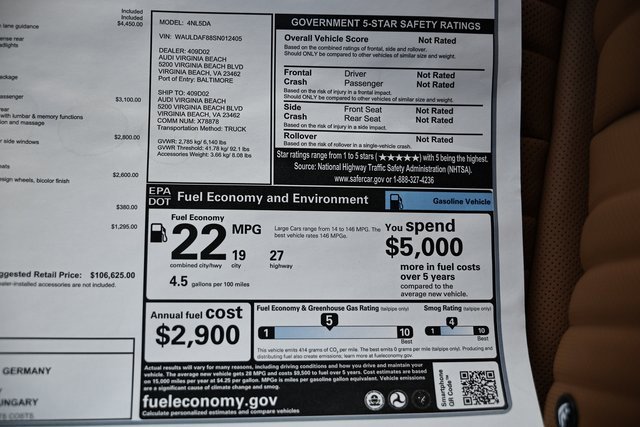 lane guidance
Included
Included
$4,450.00
ear dense
eadlights
ackage
assenger
$3,100.00
rear
with lumber & memory functions
on and massage
r side windows
$2,800.00
eats
esign wheels, bicolor finish
$2,600.00
$380.00
$1,295.00
ggested Retail Price: $106,625.00
ealer-installed accessories are not included.
GERMANY
UNGARY
MODEL: 4NL5DA
VIN: WAULDAF88SN012405
DEALER: 409D02
AUDI VIRGINIA BEACH
5200 VIRGINIA BEACH BLVD
VIRGINIA BEACH, VA 23462
Port of Entry: BALTIMORE
SHIP TO: 409D02
AUDI VIRGINIA BEACH
5200 VIRGINIA BEACH BLVD
VIRGINIA BEACH, VA 23462
COMM NUM: X78878
Transportation Method: TRUCK
GVWR: 2,785 kg/ 6,140 lbs
GVWR Threshold: 41.78 kg/ 92.1 lbs
Accessories Weight: 3.66 kg/ 8.08 lbs
GOVERNMENT 5-STAR SAFETY RATINGS
Overall Vehicle Score Not Rated
Based on the combined ratings of frontal, side and rollover.
Should ONLY be compared to other vehicles of similar size and weight.
Frontal Driver Not Rated
Crash Passenger Not Rated
Based on the risk of injury in a frontal impact.
Should ONLY be compared to other vehicles of similar size and weight.
Side Front Seat Not Rated
Crash Rear Seat Not Rated
Based on the risk of injury in a side impact.
Rollover Not Rated
Based on the risk of rollover in a single-vehicle crash.
Star ratings range from 1 to 5 stars (★★★★★) with 5 being the highest.
Source: National Highway Traffic Safety Administration (NHTSA).
www.safercar.gov or 1-888-327-4236
EPA
DOT Fuel Economy and Environment
Gasoline Vehicle
Fuel Economy
22 MPG
19 27
combined city/hwy city highway
4.5 gallons per 100 miles
Large Cars range from 14 to 146 MPG. The
best vehicle rates 146 MPGe.
You spend
$5,000
more in fuel costs
over 5 years
compared to the
average new vehicle.
Annual fuel cost
$2,900
Fuel Economy & Greenhouse Gas Rating (tailpipe only)
5
1 10
Best
Smog Rating (tailpipe only)
4
1 10
Best
This vehicle emits 414 grams of CO2 per mile. The best emits 0 grams per mile (tailpipe only). Producing and
distributing fuel also create emissions; learn more at fueleconomy.gov.
Actual results will vary for many reasons, including driving conditions and how you drive and maintain your
vehicle. The average new vehicle gets 28 MPG and costs $9,500 to fuel over 5 years. Cost estimates are based
on 15,000 miles per year at $4.25 per gallon. MPGe is miles per gasoline gallon equivalent. Vehicle emissions
are a significant cause of climate change and smog.
fueleconomy.gov
Calculate personalized estimates and compare vehicles
Smartphone
QR Code™